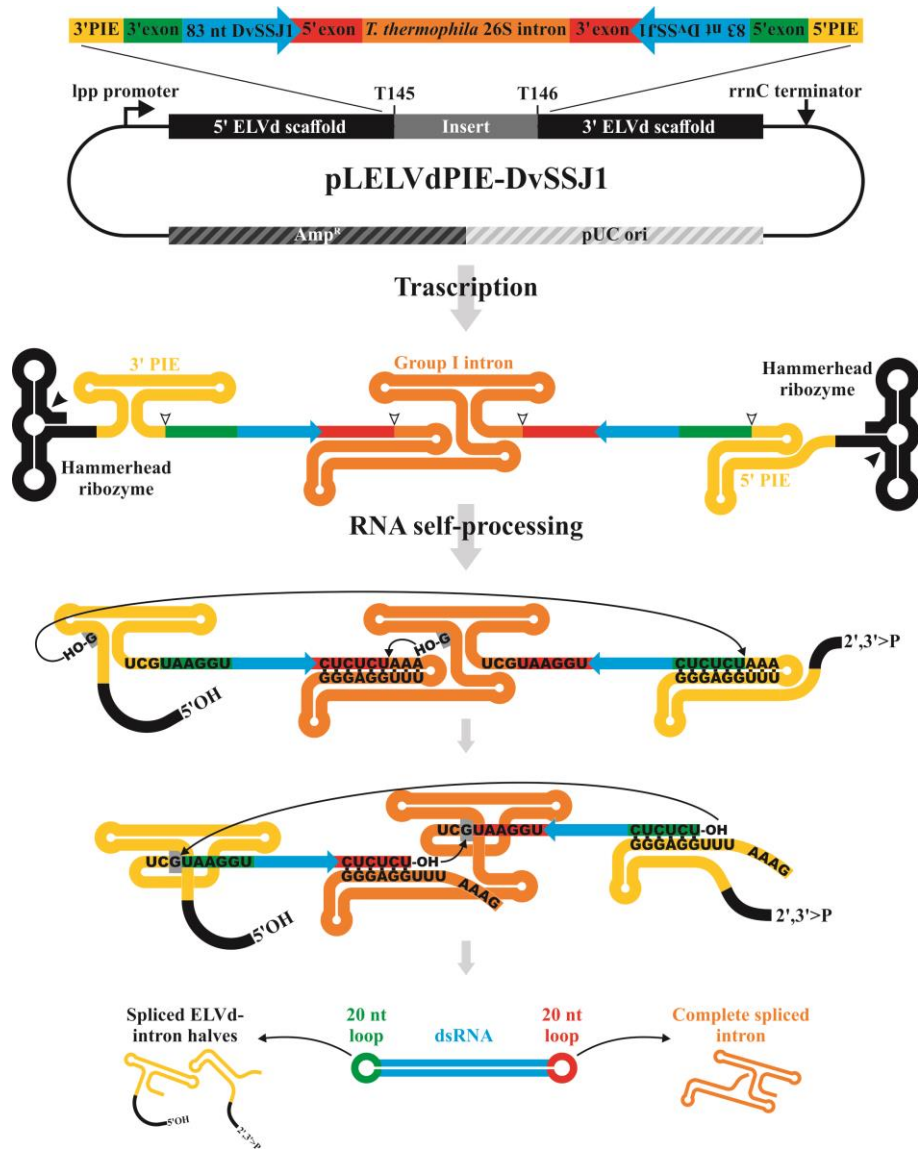 3'PIE 3'exon 83 nt DvSSJ1 5'exon T. thermophila 26S intron 3'exon 83 nt DvSSJ1 5'exon 5'PIE
lpp promoter T145 T146 rrnC terminator
5' ELVd scaffold Insert 3' ELVd scaffold
pLELVdPIE-DvSSJ1
Amp^R pUC ori
Trascription
3' PIE Group I intron Hammerhead
ribozyme
Hammerhead
ribozyme
5' PIE
RNA self-processing
HO-G HO-G 2',3'>P
UCGUAAGGU CUCUCUAAA UCGUAAGGU CUCUCUAAA
GGGAGGUUU GGGAGGUUU
5'OH
UCGUAAGGU CUCUCU-OH
UCGUAAGGU CUCUCU-OH GGGAGGUUU
GGGAGGUUU AAAG AAAG
5'OH 2',3'>P
Spliced ELVd-
intron halves
20 nt
loop
dsRNA
20 nt
loop
Complete spliced
intron
5'OH
2',3'>P